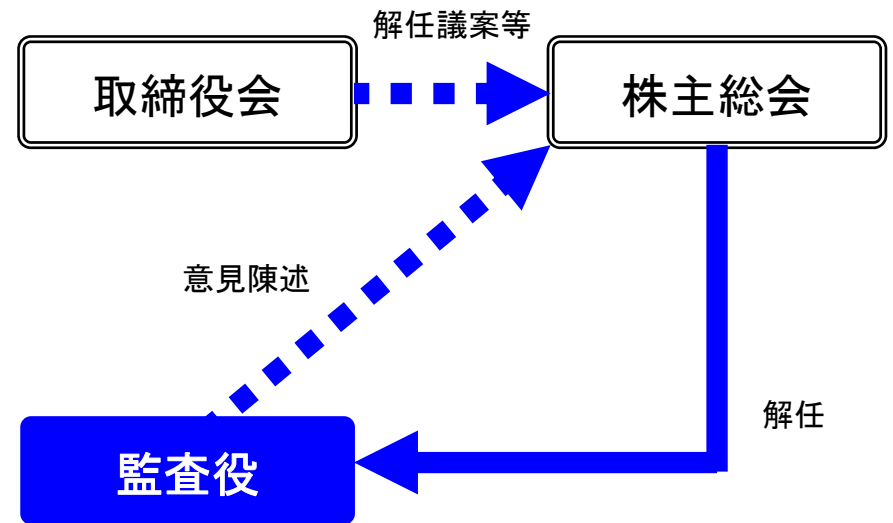 解任議案等
取締役会
株主総会
意見陳述
解任
監査役